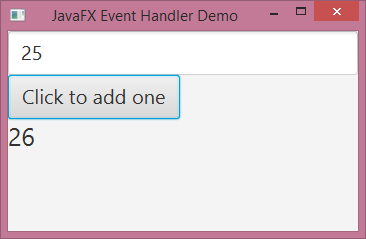 JavaFX Event Handler Demo
25
Click to add one
26